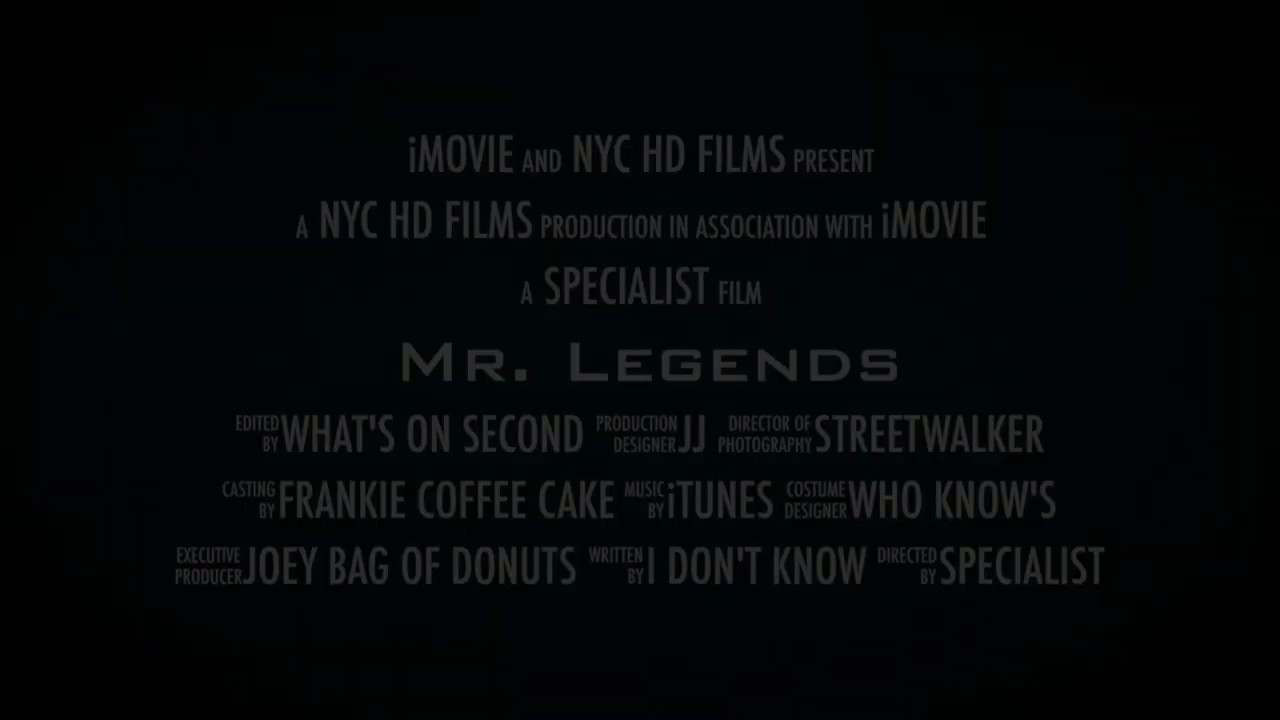 iMOVIE AND NYC HD FILMS PRESENT
A NYC HD FILMS PRODUCTION IN ASSOCIATION WITH iMOVIE
A SPECIALIST FILM
MR. LEGENDS
EDITED BY WHAT'S ON SECOND PRODUCTION DESIGNER JJ DIRECTOR OF PHOTOGRAPHY STREETWALKER
CASTING BY FRANKIE COFFEE CAKE MUSIC BY iTUNES COSTUME DESIGNER WHO KNOW'S
EXECUTIVE PRODUCER JOEY BAG OF DONUTS WRITTEN BY I DON'T KNOW DIRECTED BY SPECIALIST